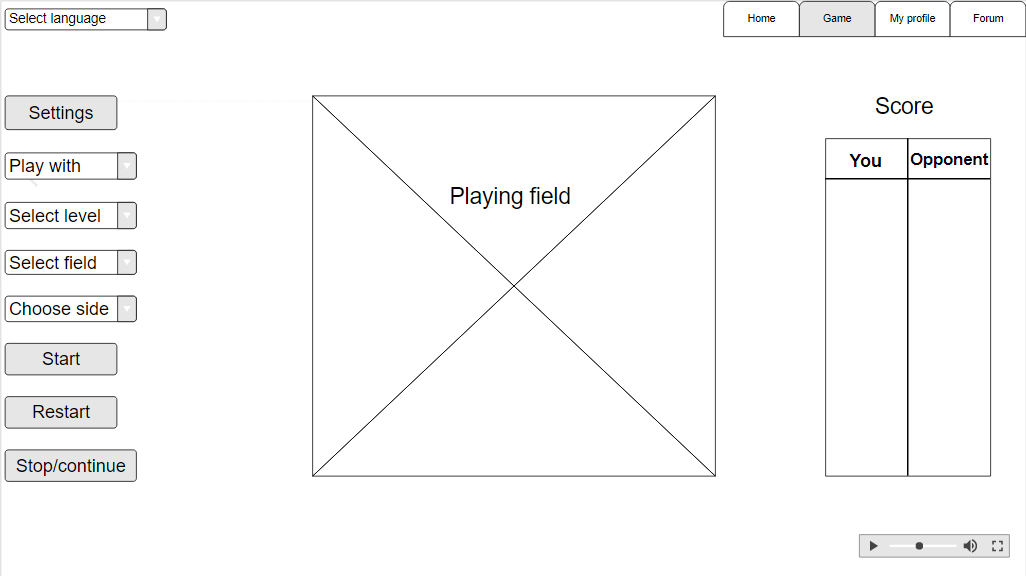 Select language
Home
Game
My profile
Forum
Settings
Play with
Select level
Select field
Choose side
Start
Restart
Stop/continue
Playing field
Score
You
Opponent